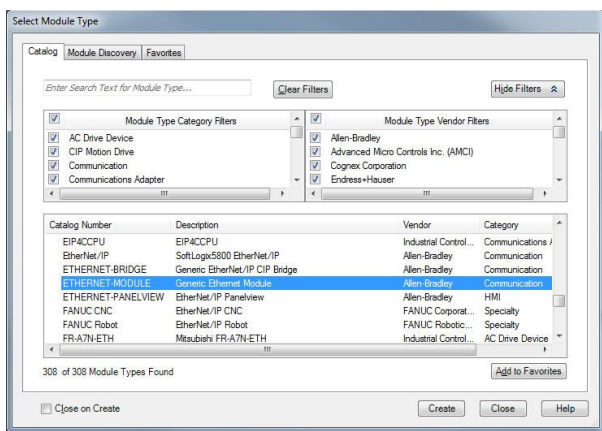 Select Module Type
Catalog Module Discovery Favorites
Enter Search Text for Module Type...
Clear Filters
Hide Filters
Module Type Category Filters
AC Drive Device
CIP Motion Drive
Communication
Communications Adapter
Module Type Vendor Filters
Allen-Bradley
Advanced Micro Controls Inc. (AMCI)
Cognex Corporation
Endress+Hauser
Catalog Number Description Vendor Category
EIP4CCPU EIP4CCPU Industrial Control... Communications A
EtherNet/IP SoftLogix5800 EtherNet/IP Allen-Bradley Communication
ETHERNET-BRIDGE Generic EtherNet/IP CIP Bridge Allen-Bradley Communication
ETHERNET-MODULE Generic Ethernet Module Allen-Bradley Communication
ETHERNET-PANELVIEW EtherNet/IP Panelview Allen-Bradley HMI
FANUC CNC EtherNet/IP CNC FANUC Corporat... Specialty
FANUC Robot EtherNet/IP Robot FANUC Robotic... Specialty
FR-A7N-ETH Mitsubishi FR-A7N-ETH Industrial Control... AC Drive Device
308 of 308 Module Types Found
Add to Favorites
Close on Create
Create Close Help